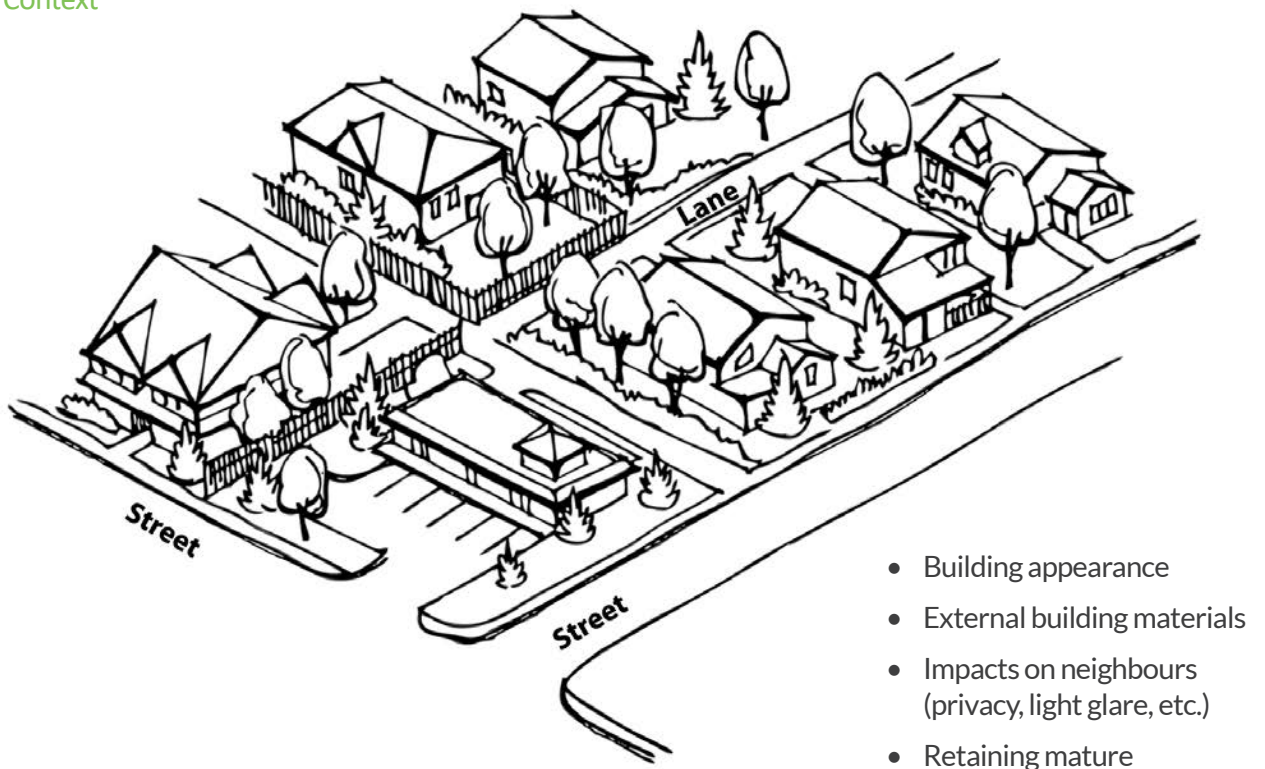 Context
Lane
Street
Street
• Building appearance
• External building materials
• Impacts on neighbours
(privacy, light glare, etc.)
• Retaining mature